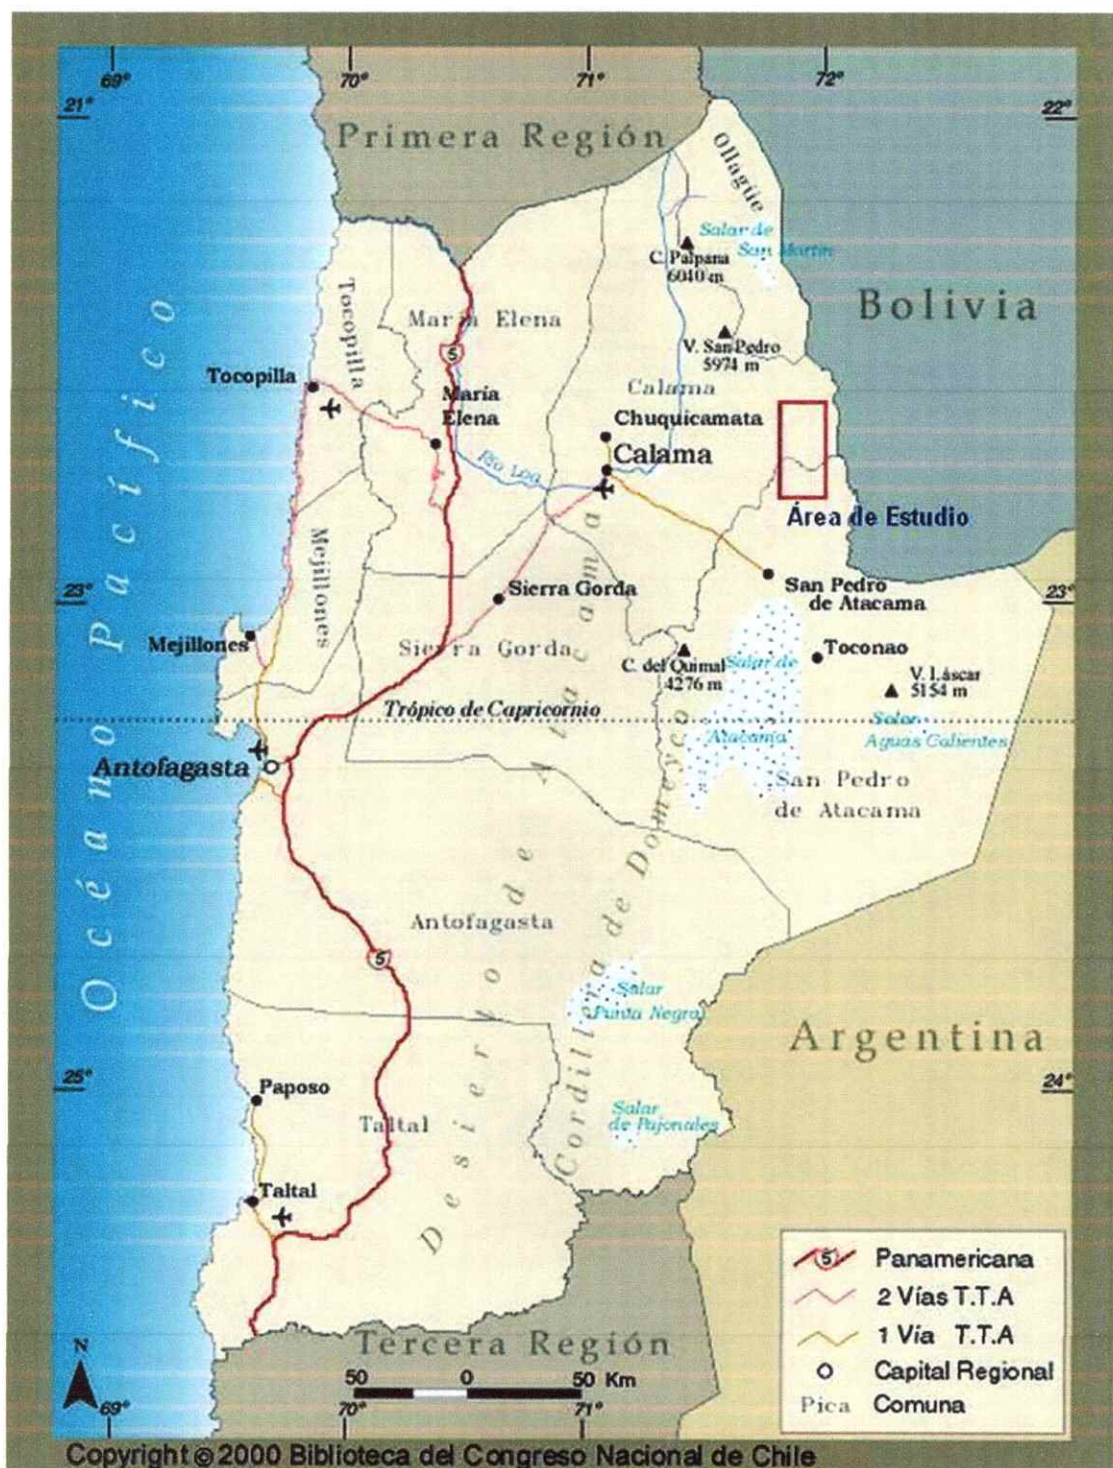 69°
70°
71°
72°
21°
22°
Primera Región
Ollagüe
Salar de
San Martín
C. Palpana
6040 m
Bolivia
Tocopilla
María Elena
5
V. San Pedro
5974 m
Tocopilla
María
Elena
Calama
Chuquicamata
Calama
Río Loa
Área de Estudio
Océano Pacífico
Mejillones
Sierra Gorda
San Pedro
de Atacama
23°
23°
Mejillones
Sierra Gorda
C. del Quimal
4276 m
Salar de
Atacama
Toconao
V. Láscar
5154 m
Trópico de Capricornio
Salar
Aguas Calientes
Antofagasta
San Pedro
de Atacama
Desierto de Atacama
Cordillera de Domeyco
Antofagasta
5
Salar
Punta Negra
Argentina
25°
24°
Paposo
Taltal
Salar
de Pajonales
Taltal
5 Panamericana
2 Vías T.T.A
1 Vía T.T.A
Capital Regional
Pica Comuna
Tercera Región
N
50 0 50 Km
69°
70°
71°
Copyright © 2000 Biblioteca del Congreso Nacional de Chile